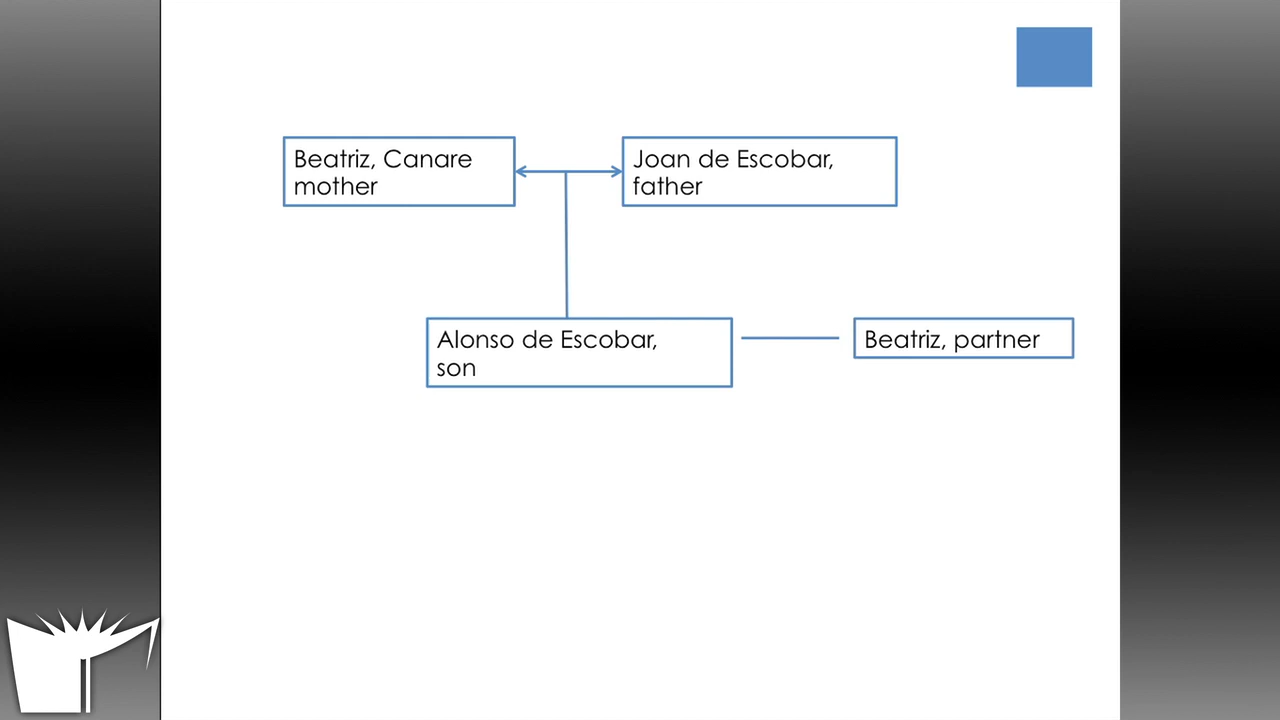 Beatriz, Canare
mother
Joan de Escobar,
father
Alonso de Escobar,
son
Beatriz, partner